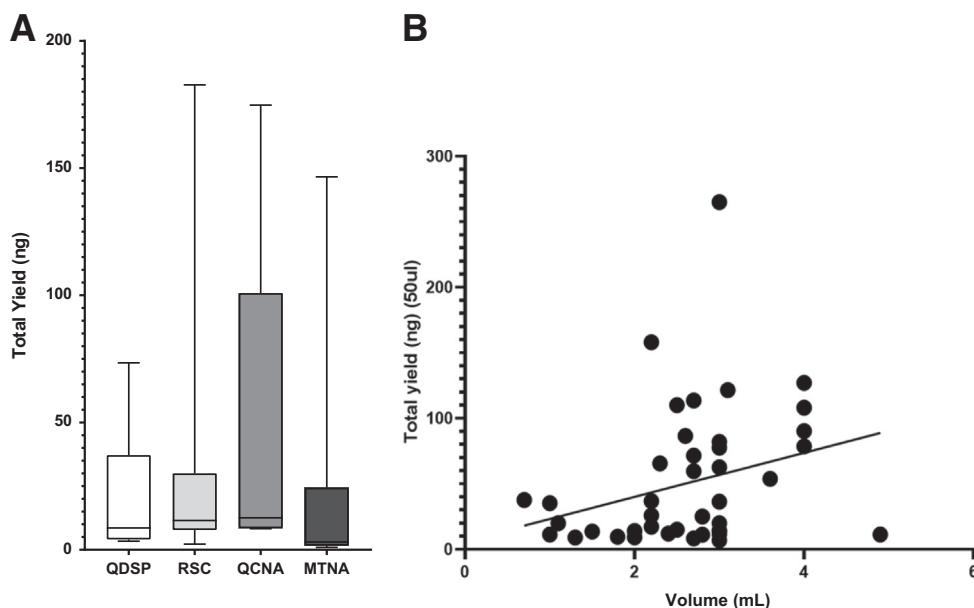 A
Total Yield (ng)
200
150
100
50
0
QDSP RSC QCNA MTNA
B
Total yield (ng) (50ul)
300
200
100
0
0 2 4 6
Volume (mL)